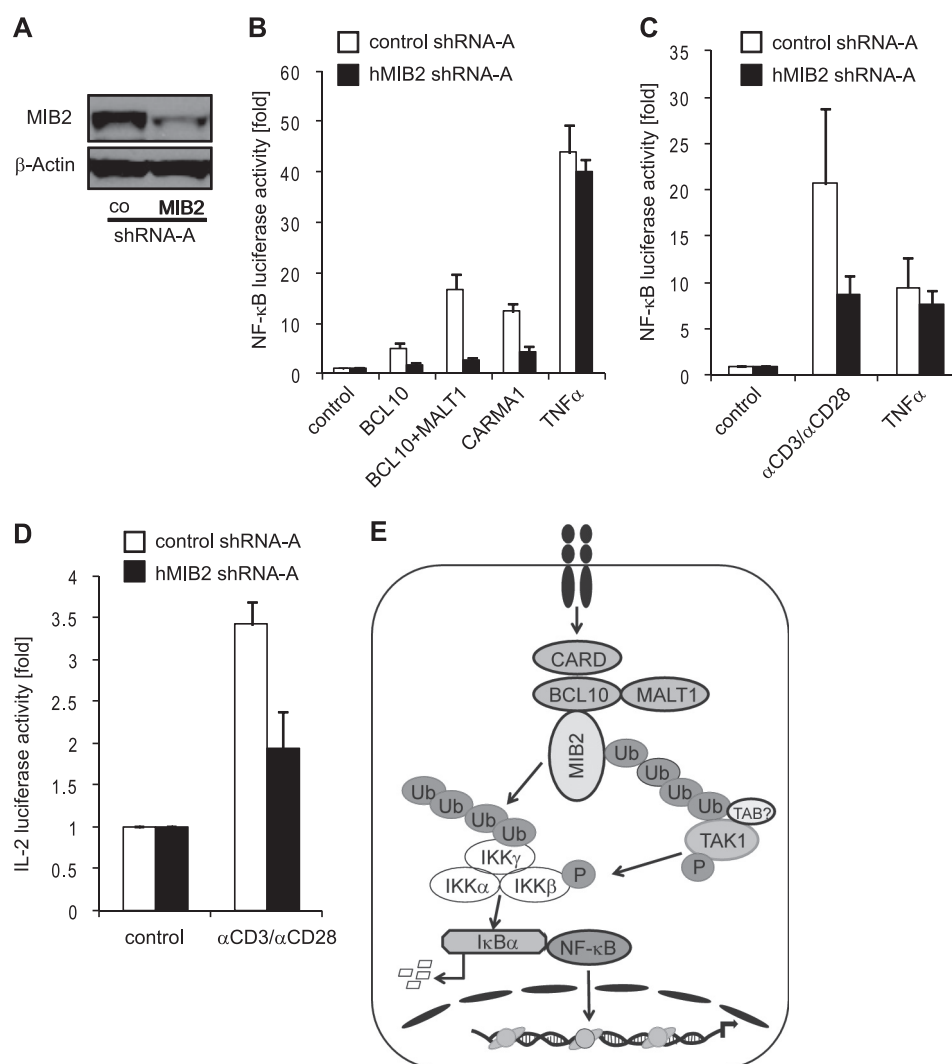 A
MIB2
β-Actin
co MIB2
shRNA-A
B
control shRNA-A
hMIB2 shRNA-A
NF-κB luciferase activity [fold]
60
50
40
30
20
10
0
control
BCL10
BCL10+MALT1
CARMA1
TNFα
C
control shRNA-A
hMIB2 shRNA-A
NF-κB luciferase activity [fold]
35
30
25
20
15
10
5
0
control
αCD3/αCD28
TNFα
D
control shRNA-A
hMIB2 shRNA-A
IL-2 luciferase activity [fold]
4
3.5
3
2.5
2
1.5
1
0.5
0
control
αCD3/αCD28
E
CARD
BCL10 MALT1
MIB2
Ub
Ub
Ub
Ub
TAB?
TAK1
P
Ub
Ub
Ub
Ub
IKKγ
IKKα IKKβ P
IκBα NF-κB